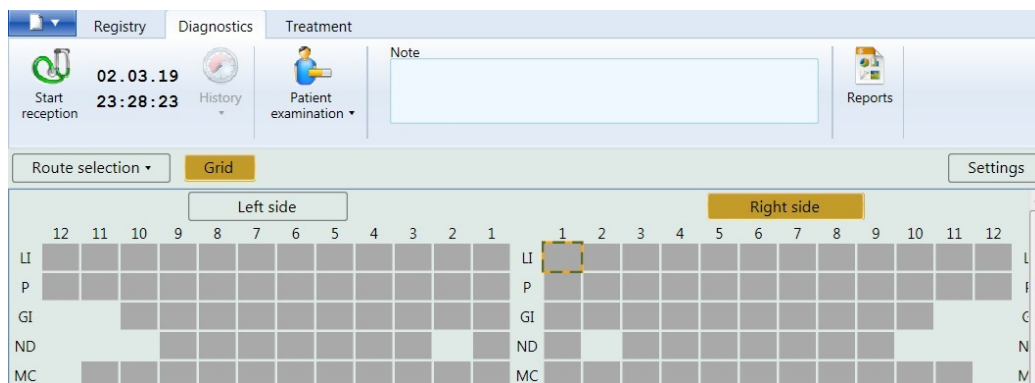 Registry Diagnostics Treatment
Start reception
02.03.19
23:28:23
History
Patient examination
Note
Reports
Route selection Grid Settings
Left side Right side
12 11 10 9 8 7 6 5 4 3 2 1 1 2 3 4 5 6 7 8 9 10 11 12
LI LI
P P
GI GI
ND ND
MC MC